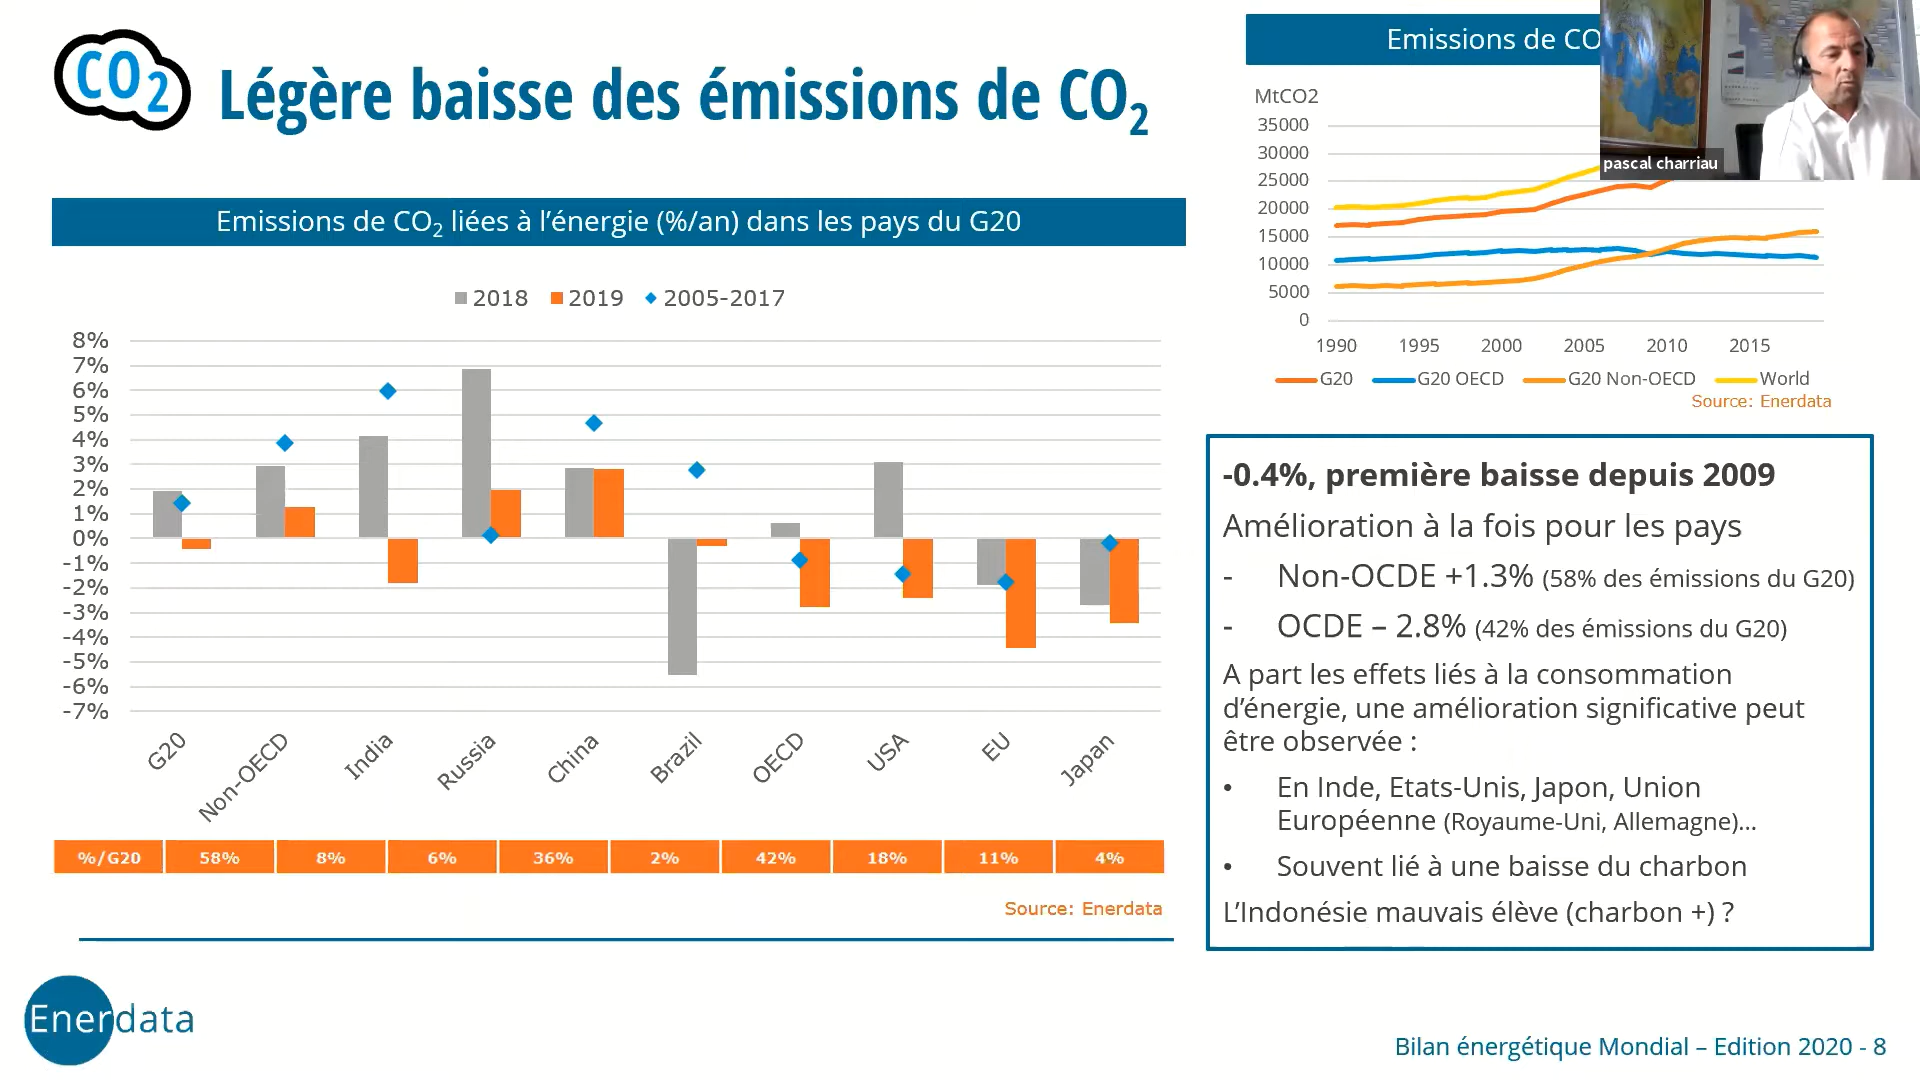 CO2
Légère baisse des émissions de CO2
Emissions de CO2 liées à l'énergie (%/an) dans les pays du G20
2018 2019 2005-2017
8%
7%
6%
5%
4%
3%
2%
1%
0%
-1%
-2%
-3%
-4%
-5%
-6%
-7%
G20 Non-OECD India Russia China Brazil OECD USA EU Japan
%/G20 58% 8% 6% 36% 2% 42% 18% 11% 4%
Source: Enerdata
Enerdata
Emissions de CO
pascal charriau
MtCO2
35000
30000
25000
20000
15000
10000
5000
0
1990 1995 2000 2005 2010 2015
G20 G20 OECD G20 Non-OECD World
Source: Enerdata
-0.4%, première baisse depuis 2009
Amélioration à la fois pour les pays
- Non-OCDE +1.3% (58% des émissions du G20)
- OCDE – 2.8% (42% des émissions du G20)
A part les effets liés à la consommation
d'énergie, une amélioration significative peut
être observée :
• En Inde, Etats-Unis, Japon, Union
Européenne (Royaume-Uni, Allemagne)...
• Souvent lié à une baisse du charbon
L'Indonésie mauvais élève (charbon +) ?
Bilan énergétique Mondial – Edition 2020 - 8